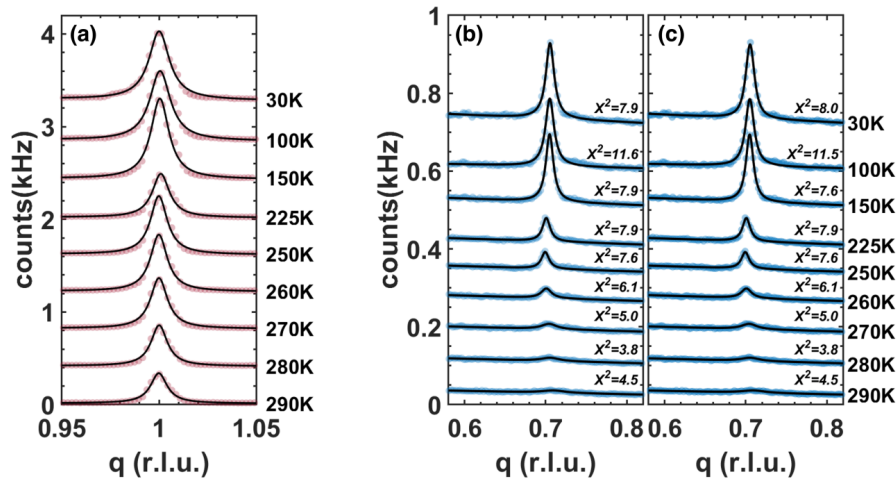 (a)
4
3
2
1
0
counts(kHz)
30K
100K
150K
225K
250K
260K
270K
280K
290K
0.95
1
1.05
q (r.l.u.)
(b)
1
0.8
0.6
0.4
0.2
0
counts(kHz)
X²=7.9
X²=11.6
X²=7.9
X²=7.9
X²=7.6
X²=6.1
X²=5.0
X²=3.8
X²=4.5
0.6
0.7
0.8
q (r.l.u.)
(c)
X²=8.0
X²=11.5
X²=7.6
X²=7.9
X²=7.6
X²=6.1
X²=5.0
X²=3.8
X²=4.5
30K
100K
150K
225K
250K
260K
270K
280K
290K
0.6
0.7
0.8
q (r.l.u.)